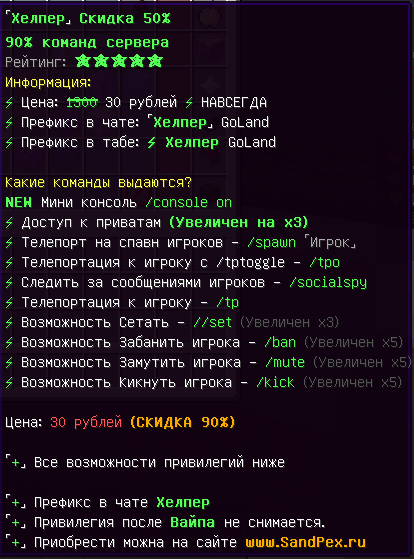 「Хелпер」 Скидка 50%
90% команд сервера
Рейтинг: ★★★★★
Информация:
⚡ Цена: 1300 30 рублей ⚡ НАВСЕГДА
⚡ Префикс в чате: 「Хелпер」 GoLand
⚡ Префикс в табе: ⚡ Хелпер GoLand
Какие команды выдаются?
NEW Мини консоль /console on
⚡ Доступ к приватам (Увеличен на x3)
⚡ Телепорт на спавн игроков - /spawn 「Игрок」
⚡ Телепортация к игроку с /tptoggle - /tpo
⚡ Следить за сообщениями игроков - /socialspy
⚡ Телепортация к игроку - /tp
⚡ Возможность Сетать - //set (Увеличен x3)
⚡ Возможность Забанить игрока - /ban (Увеличен x5)
⚡ Возможность Замутить игрока - /mute (Увеличен x5)
⚡ Возможность Кикнуть игрока - /kick (Увеличен x5)
Цена: 30 рублей (СКИДКА 90%)
「+」 Все возможности привилегий ниже
「+」 Префикс в чате Хелпер
「+」 Привилегия после Вайпа не снимается.
「+」 Приобрести можна на сайте www.SandPex.ru